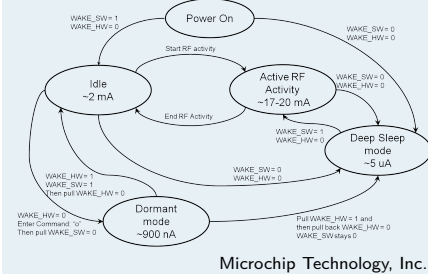 Power On
WAKE_SW = 1
WAKE_HW = 0
WAKE_SW = 0
WAKE_HW = 0
Start RF activity
Idle
~2 mA
Active RF
Activity
~17-20 mA
WAKE_SW = 0
WAKE_HW = 0
End RF Activity
WAKE_SW = 1
WAKE_HW = 0
Deep Sleep
mode
~5 uA
WAKE_SW = 0
WAKE_HW = 0
WAKE_HW = 1
WAKE_SW = 1
Then pull WAKE_HW = 0
WAKE_HW = 0
Enter Command "o"
Then pull WAKE_SW = 0
Dormant
mode
~900 nA
Pull WAKE_HW = 1 and
then pull back WAKE_HW = 0
WAKE_SW stays 0
Microchip Technology, Inc.